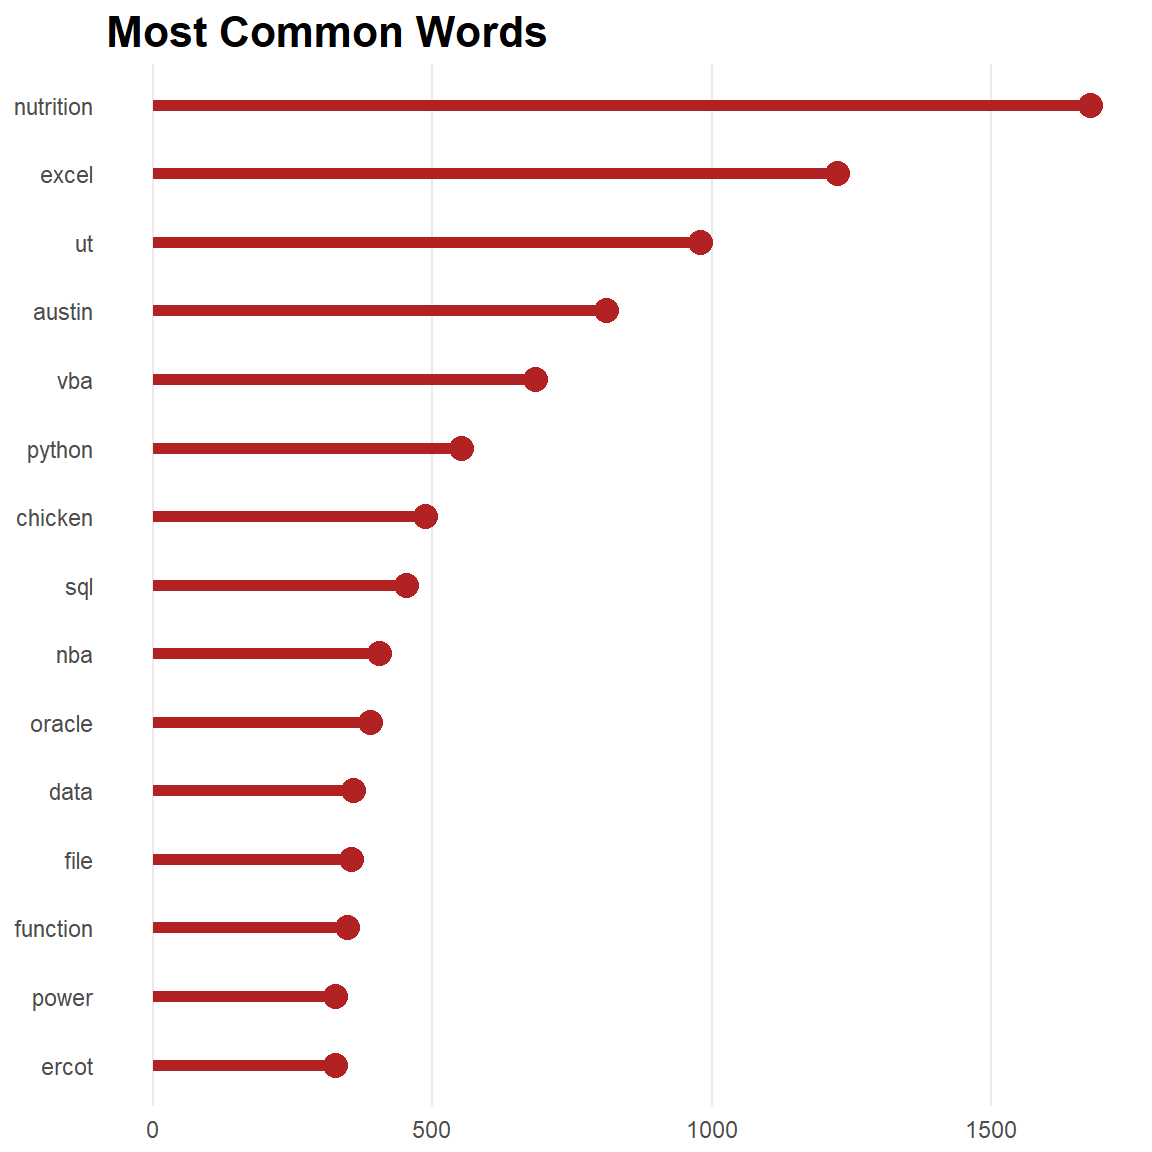 Most Common Words
nutrition
excel
ut
austin
vba
python
chicken
sql
nba
oracle
data
file
function
power
ercot
0 500 1000 1500